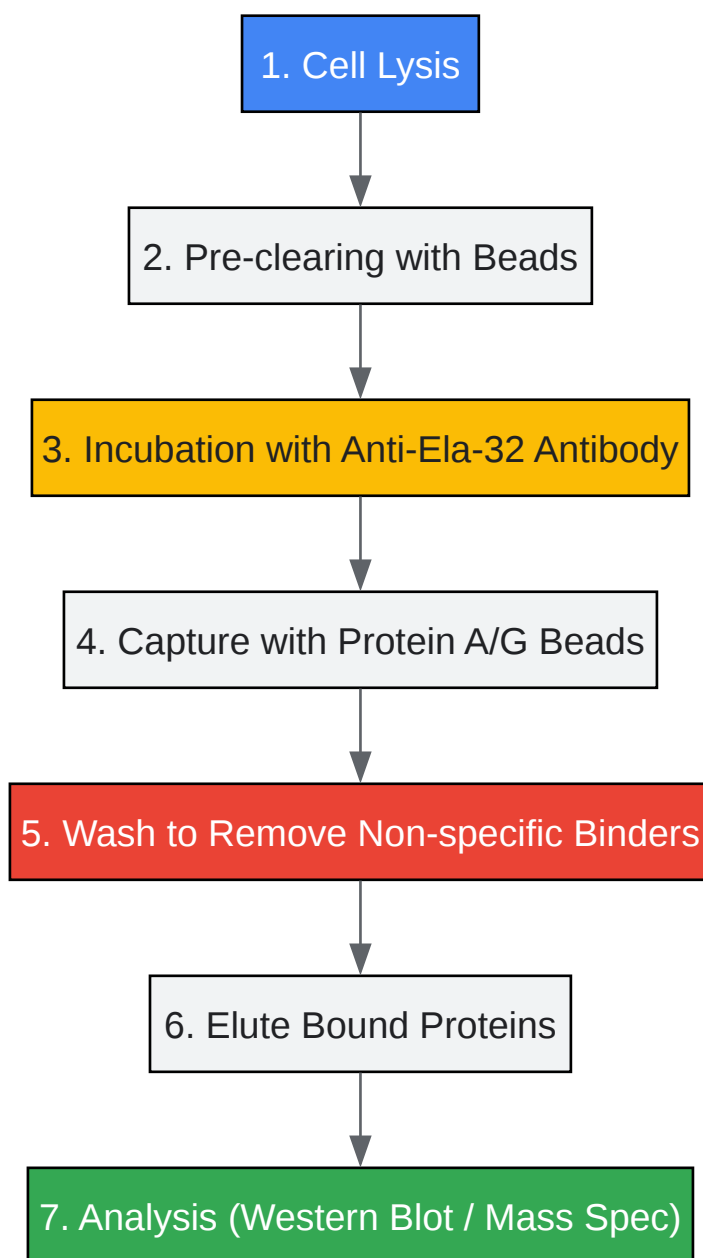 1. Cell Lysis
2. Pre-clearing with Beads
3. Incubation with Anti-Ela-32 Antibody
4. Capture with Protein A/G Beads
5. Wash to Remove Non-specific Binders
6. Elute Bound Proteins
7. Analysis (Western Blot / Mass Spec)